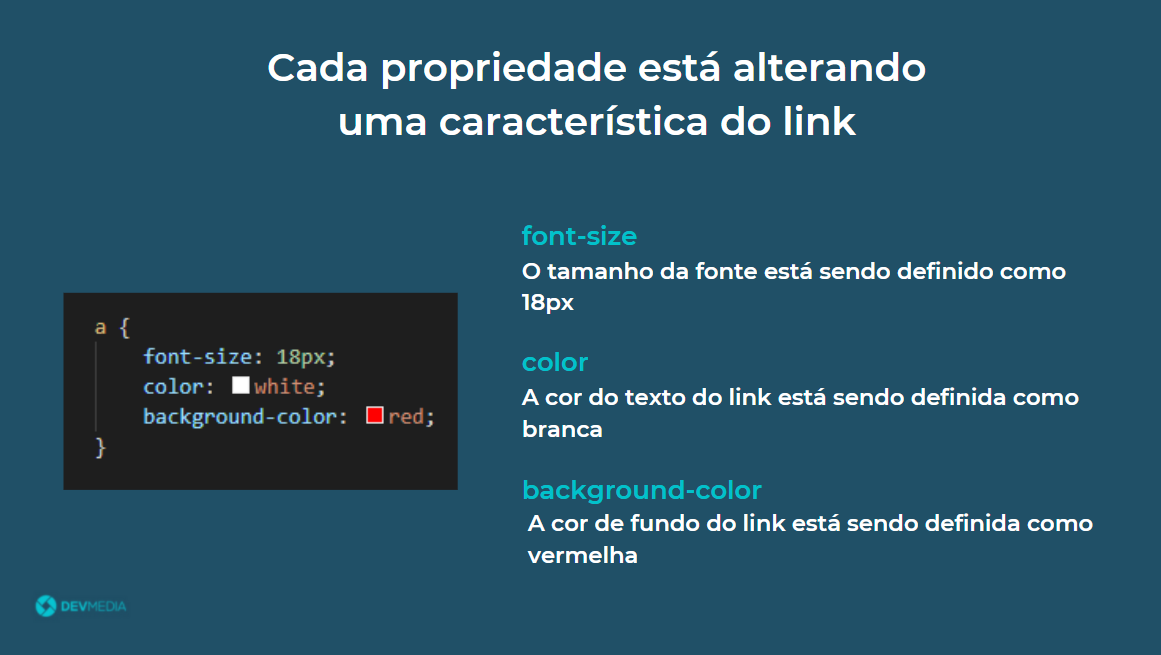 Cada propriedade está alterando
uma característica do link
a {
font-size: 18px;
color: white;
background-color: red;
}
font-size
O tamanho da fonte está sendo definido como
18px
color
A cor do texto do link está sendo definida como
branca
background-color
A cor de fundo do link está sendo definida como
vermelha
DEVMEDIA